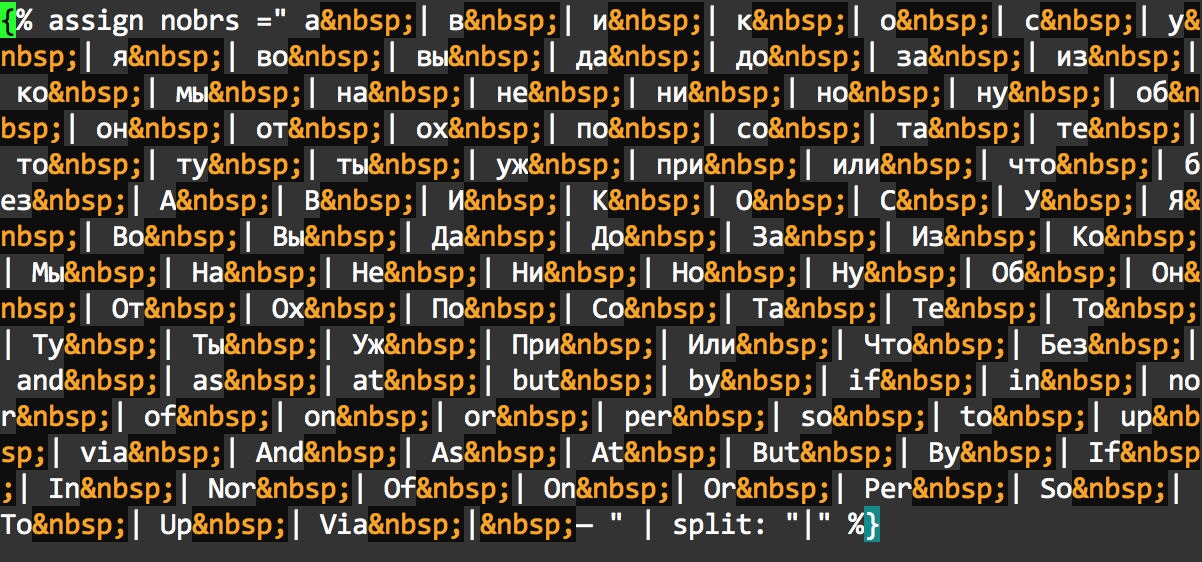 {% assign nobrs =" а&nbsp;| в&nbsp;| и&nbsp;| к&nbsp;| о&nbsp;| с&nbsp;| у&
nbsp;| я&nbsp;| во&nbsp;| вы&nbsp;| да&nbsp;| до&nbsp;| за&nbsp;| из&nbsp;|
 ко&nbsp;| мы&nbsp;| на&nbsp;| не&nbsp;| ни&nbsp;| но&nbsp;| ну&nbsp;| об&n
bsp;| он&nbsp;| от&nbsp;| ох&nbsp;| по&nbsp;| со&nbsp;| та&nbsp;| те&nbsp;|
 то&nbsp;| ту&nbsp;| ты&nbsp;| уж&nbsp;| при&nbsp;| или&nbsp;| что&nbsp;| б
ез&nbsp;| А&nbsp;| В&nbsp;| И&nbsp;| К&nbsp;| О&nbsp;| С&nbsp;| У&nbsp;| Я&
nbsp;| Во&nbsp;| Вы&nbsp;| Да&nbsp;| До&nbsp;| За&nbsp;| Из&nbsp;| Ко&nbsp;
| Мы&nbsp;| На&nbsp;| Не&nbsp;| Ни&nbsp;| Но&nbsp;| Ну&nbsp;| Об&nbsp;| Он&
nbsp;| От&nbsp;| Ох&nbsp;| По&nbsp;| Со&nbsp;| Та&nbsp;| Те&nbsp;| То&nbsp;
| Ту&nbsp;| Ты&nbsp;| Уж&nbsp;| При&nbsp;| Или&nbsp;| Что&nbsp;| Без&nbsp;|
 and&nbsp;| as&nbsp;| at&nbsp;| but&nbsp;| by&nbsp;| if&nbsp;| in&nbsp;| no
r&nbsp;| of&nbsp;| on&nbsp;| or&nbsp;| per&nbsp;| so&nbsp;| to&nbsp;| up&nb
sp;| via&nbsp;| And&nbsp;| As&nbsp;| At&nbsp;| But&nbsp;| By&nbsp;| If&nbsp
;| In&nbsp;| Nor&nbsp;| Of&nbsp;| On&nbsp;| Or&nbsp;| Per&nbsp;| So&nbsp;| 
To&nbsp;| Up&nbsp;| Via&nbsp;|&nbsp;— " | split: "|" %}